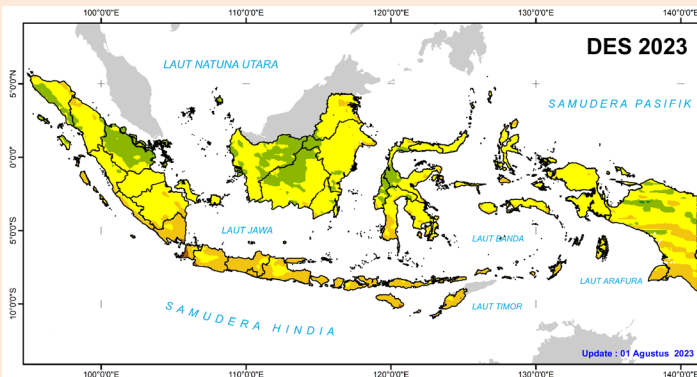 100°0'0"E 110°0'0"E 120°0'0"E 130°0'0"E 140°0'0"E
DES 2023
LAUT NATUNA UTARA
5°0'0"N
SAMUDERA PASIFIK
0°0'0"
5°0'0"S
LAUT JAWA
LAUT BANDA
LAUT ARAFURA
10°0'0"S
SAMUDERA HINDIA
LAUT TIMOR
Update : 01 Agustus 2023
100°0'0"E 110°0'0"E 120°0'0"E 130°0'0"E 140°0'0"E